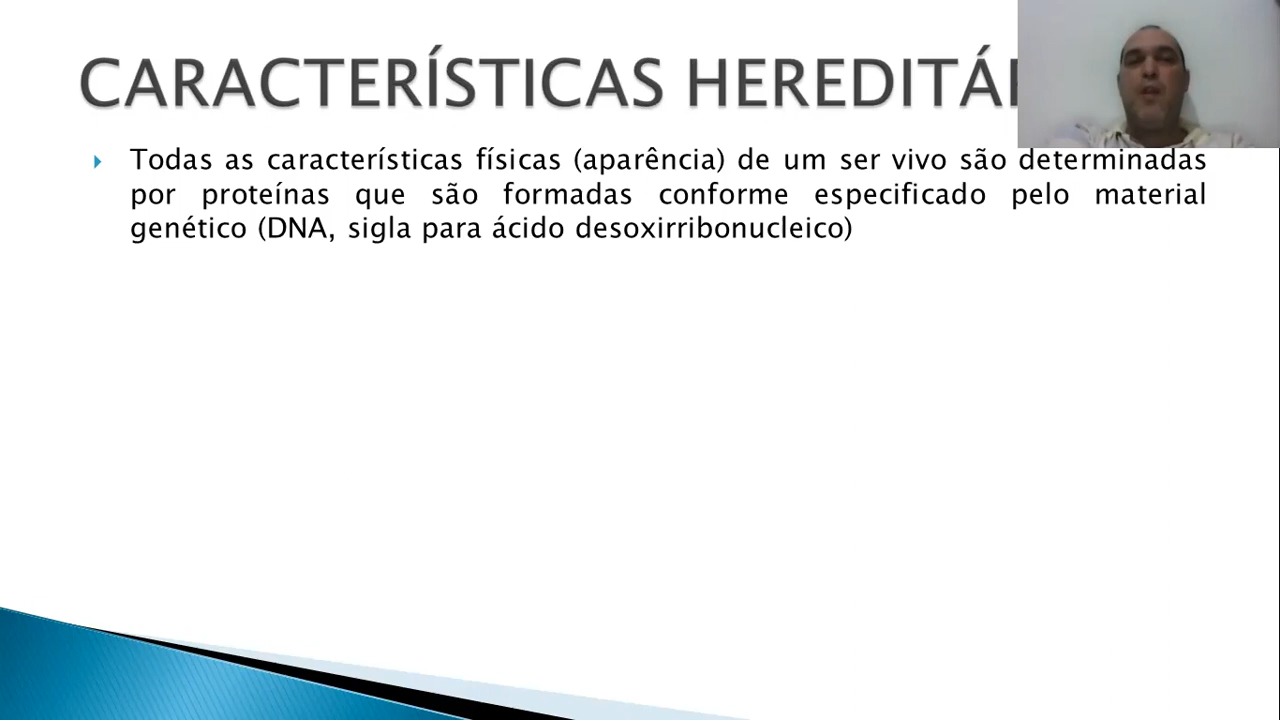 CARACTERÍSTICAS
Todas as características físicas (aparência) de um ser vivo são determinadas
por proteínas que são formadas conforme especificado pelo material
genético (DNA, sigla para ácido desoxirribonucleico)